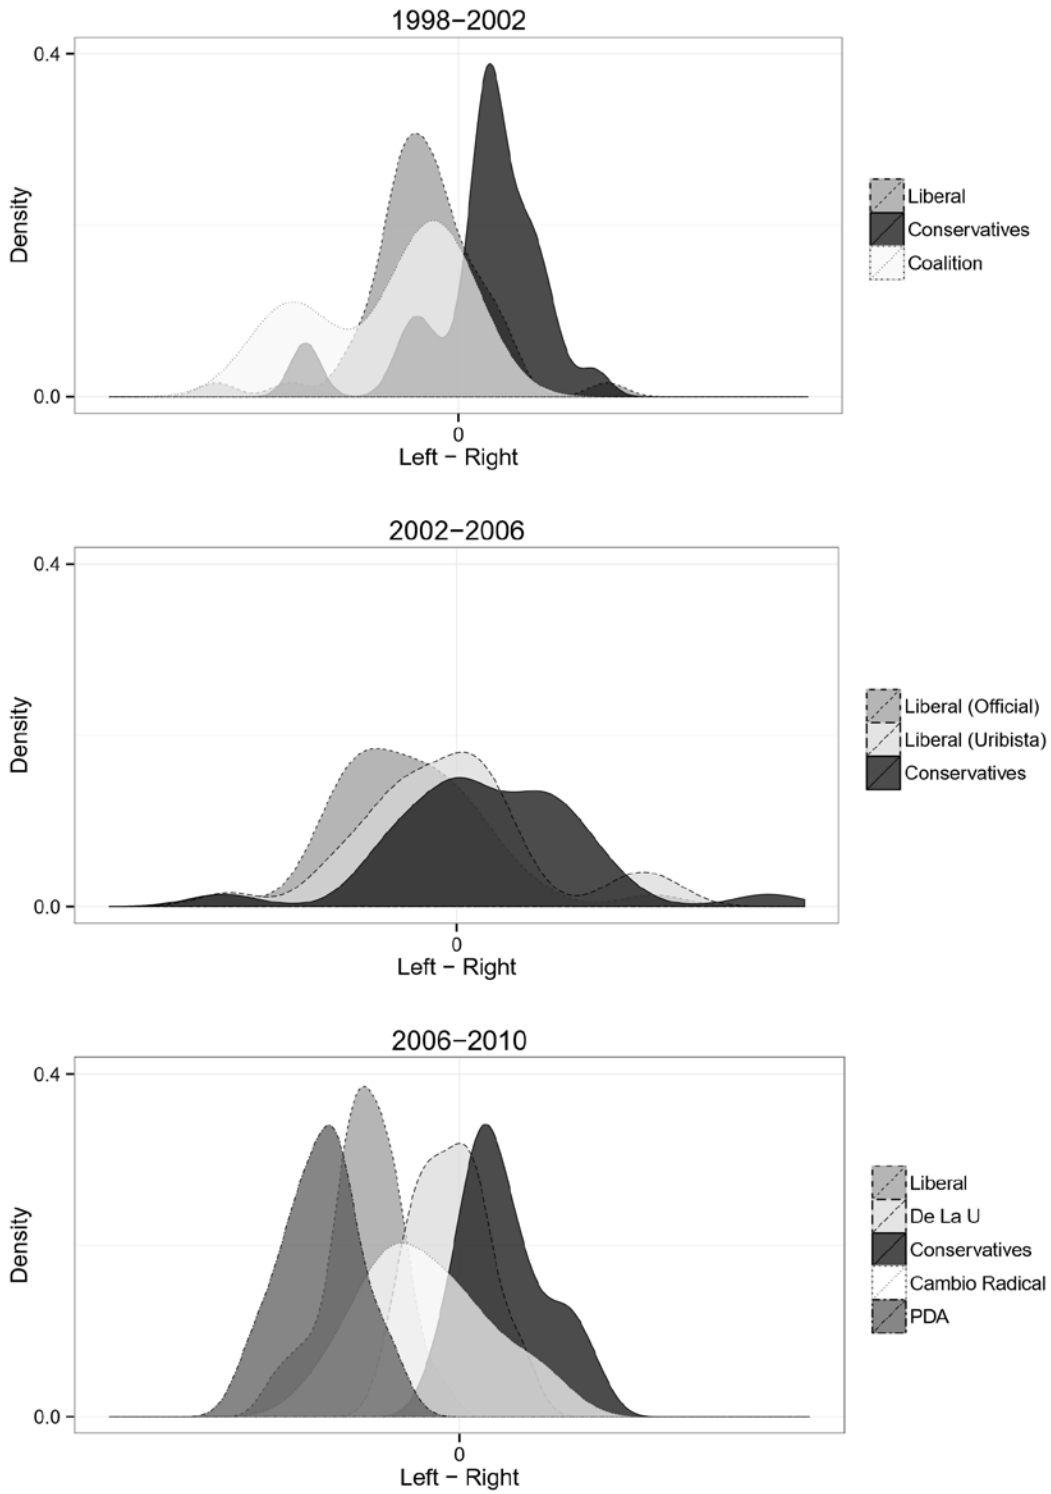 1998−2002
0.4
Density
0.0
0
Left − Right
Liberal
Conservatives
Coalition
2002−2006
0.4
Density
0.0
0
Left − Right
Liberal (Official)
Liberal (Uribista)
Conservatives
2006−2010
0.4
Density
0.0
0
Left − Right
Liberal
De La U
Conservatives
Cambio Radical
PDA